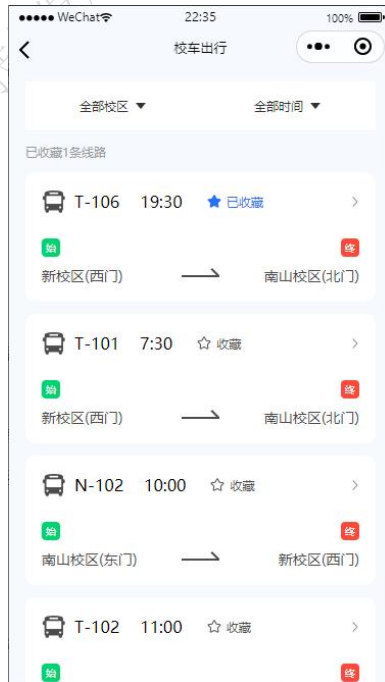 WeChat 22:35 100%
校车出行
全部校区 全部时间
已收藏1条线路
T-106 19:30 已收藏
始 终
新校区(西门) 南山校区(北门)
T-101 7:30 收藏
始 终
新校区(西门) 南山校区(北门)
N-102 10:00 收藏
始 终
南山校区(东门) 新校区(西门)
T-102 11:00 收藏
始 终